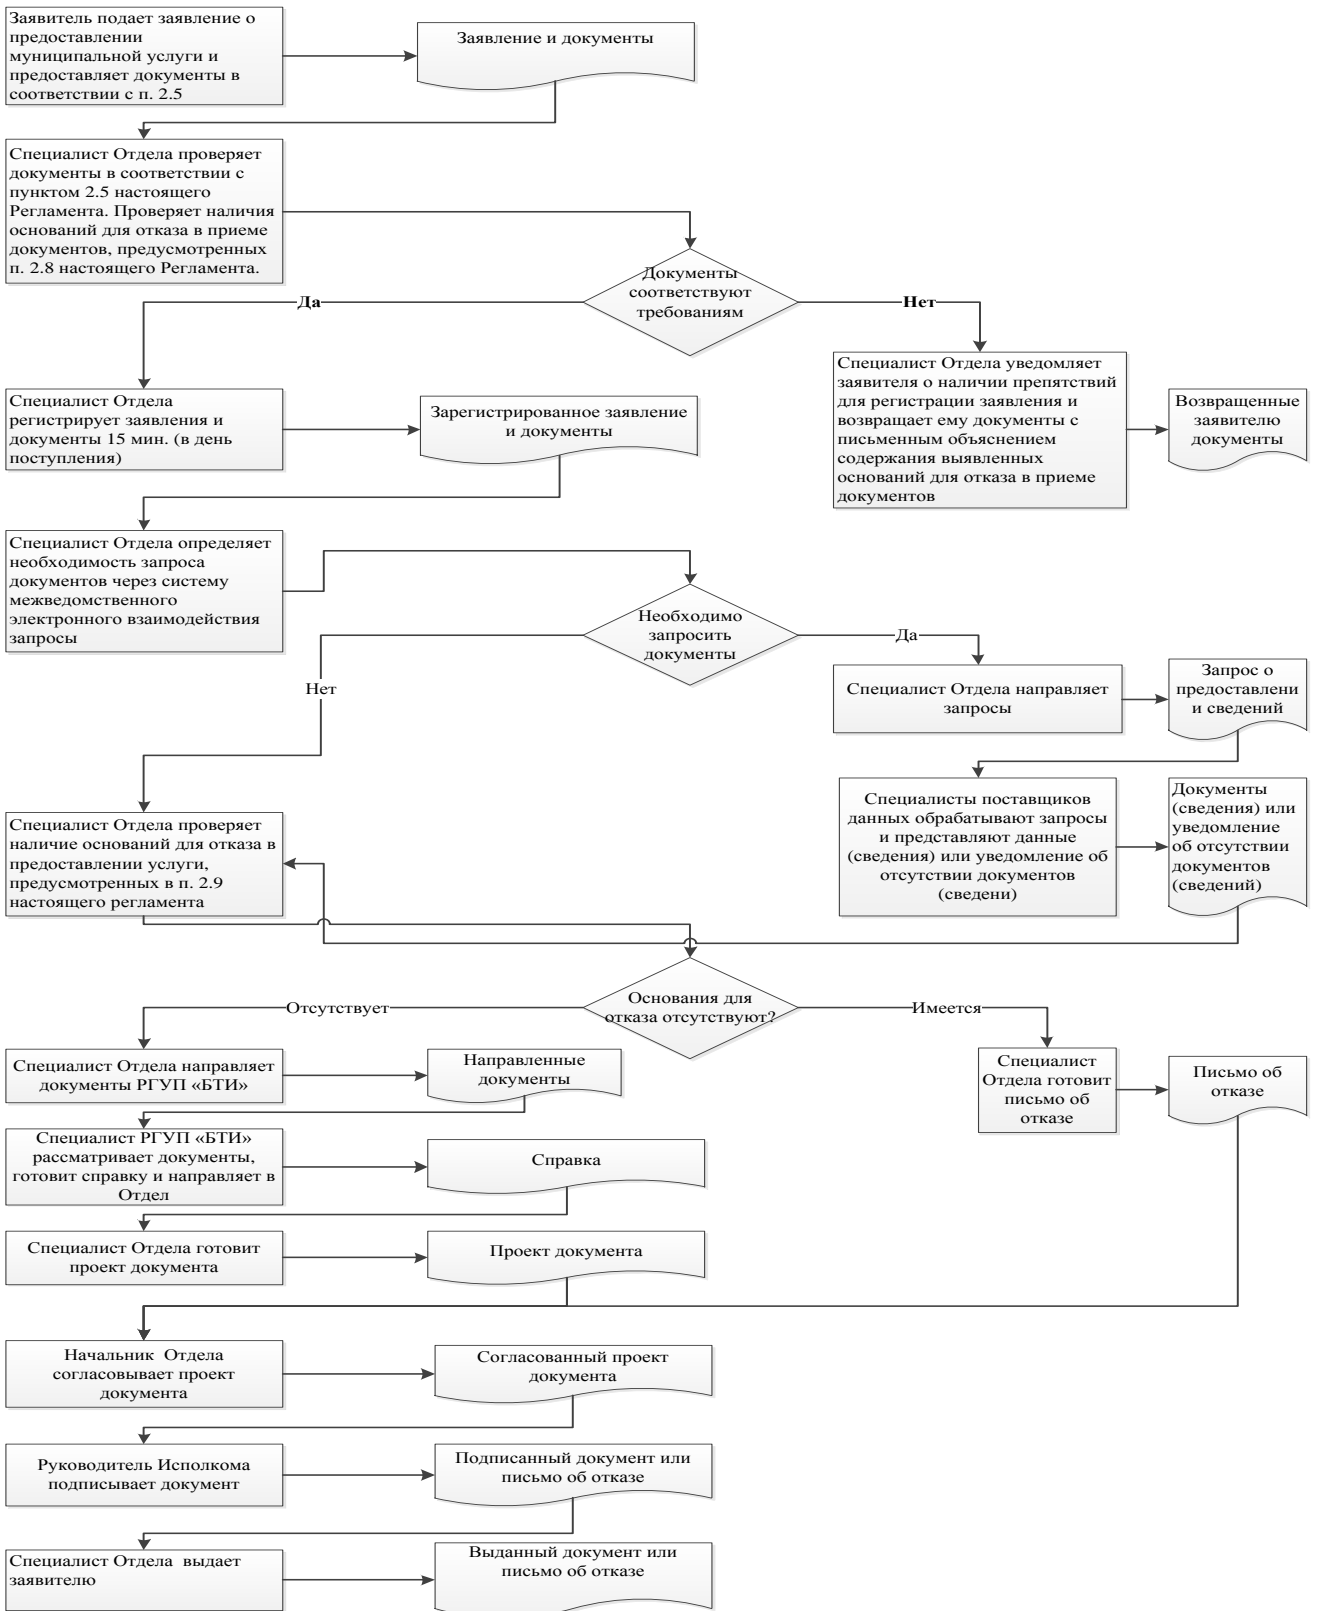 Заявитель подает заявление о
предоставлении
муниципальной услуги и
предоставляет документы в
соответствии с п. 2.5
Заявление и документы
Специалист Отдела проверяет
документы в соответствии с
пунктом 2.5 настоящего
Регламента. Проверяет наличия
оснований для отказа в приеме
документов, предусмотренных
п. 2.8 настоящего Регламента.
Документы
соответствуют
требованиям
Да
Нет
Специалист Отдела
регистрирует заявления и
документы 15 мин. (в день
поступления)
Зарегистрированное заявление
и документы
Специалист Отдела уведомляет
заявителя о наличии препятствий
для регистрации заявления и
возвращает ему документы с
письменным объяснением
содержания выявленных
оснований для отказа в приеме
документов
Возвращенные
заявителю
документы
Специалист Отдела определяет
необходимость запроса
документов через систему
межведомственного
электронного взаимодействия
запросы
Необходимо
запросить
документы
Да
Нет
Специалист Отдела направляет
запросы
Запрос о
предоставлени
и сведений
Специалисты поставщиков
данных обрабатывают запросы
и представляют данные
(сведения) или уведомление об
отсутствии документов
(сведени)
Документы
(сведения) или
уведомление
об отсутствии
документов
(сведений)
Специалист Отдела проверяет
наличие оснований для отказа в
предоставлении услуги,
предусмотренных в п. 2.9
настоящего регламента
Основания для
отказа отсутствуют?
Отсутствует
Имеется
Специалист Отдела направляет
документы РГУП «БТИ»
Направленные
документы
Специалист
Отдела готовит
письмо об
отказе
Письмо об
отказе
Специалист РГУП «БТИ»
рассматривает документы,
готовит справку и направляет в
Отдел
Справка
Специалист Отдела готовит
проект документа
Проект документа
Начальник Отдела
согласовывает проект
документа
Согласованный проект
документа
Руководитель Исполкома
подписывает документ
Подписанный документ или
письмо об отказе
Специалист Отдела выдает
заявителю
Выданный документ или
письмо об отказе